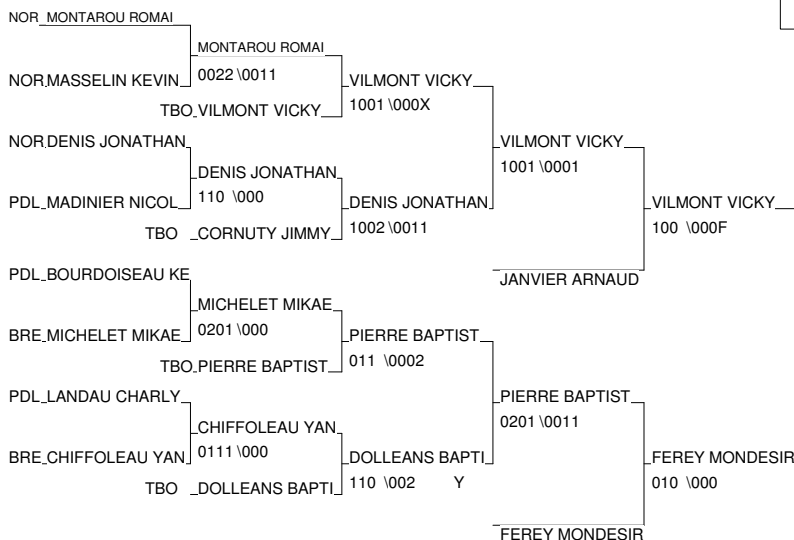 NOR MONTAROU ROMAI
MONTAROU ROMAI
NOR MASSELIN KEVIN 0022 \0011 VILMONT VICKY
TBO VILMONT VICKY 1001 \000X
NOR DENIS JONATHAN VILMONT VICKY
DENIS JONATHAN 1001 \0001
PDL MADINIER NICOL 110 \000 DENIS JONATHAN VILMONT VICKY
TBO CORNUTY JIMMY 1002 \0011 100 \000F
PDL BOURDOISEAU KE JANVIER ARNAUD
MICHELET MIKAE
BRE MICHELET MIKAE 0201 \000 PIERRE BAPTIST
TBO PIERRE BAPTIST 011 \0002
PDL LANDAU CHARLY PIERRE BAPTIST
CHIFFOLEAU YAN 0201 \0011
BRE CHIFFOLEAU YAN 0111 \000 DOLLEANS BAPTI FEREY MONDESIR
TBO DOLLEANS BAPTI 110 \002 Y 010 \000
FEREY MONDESIR